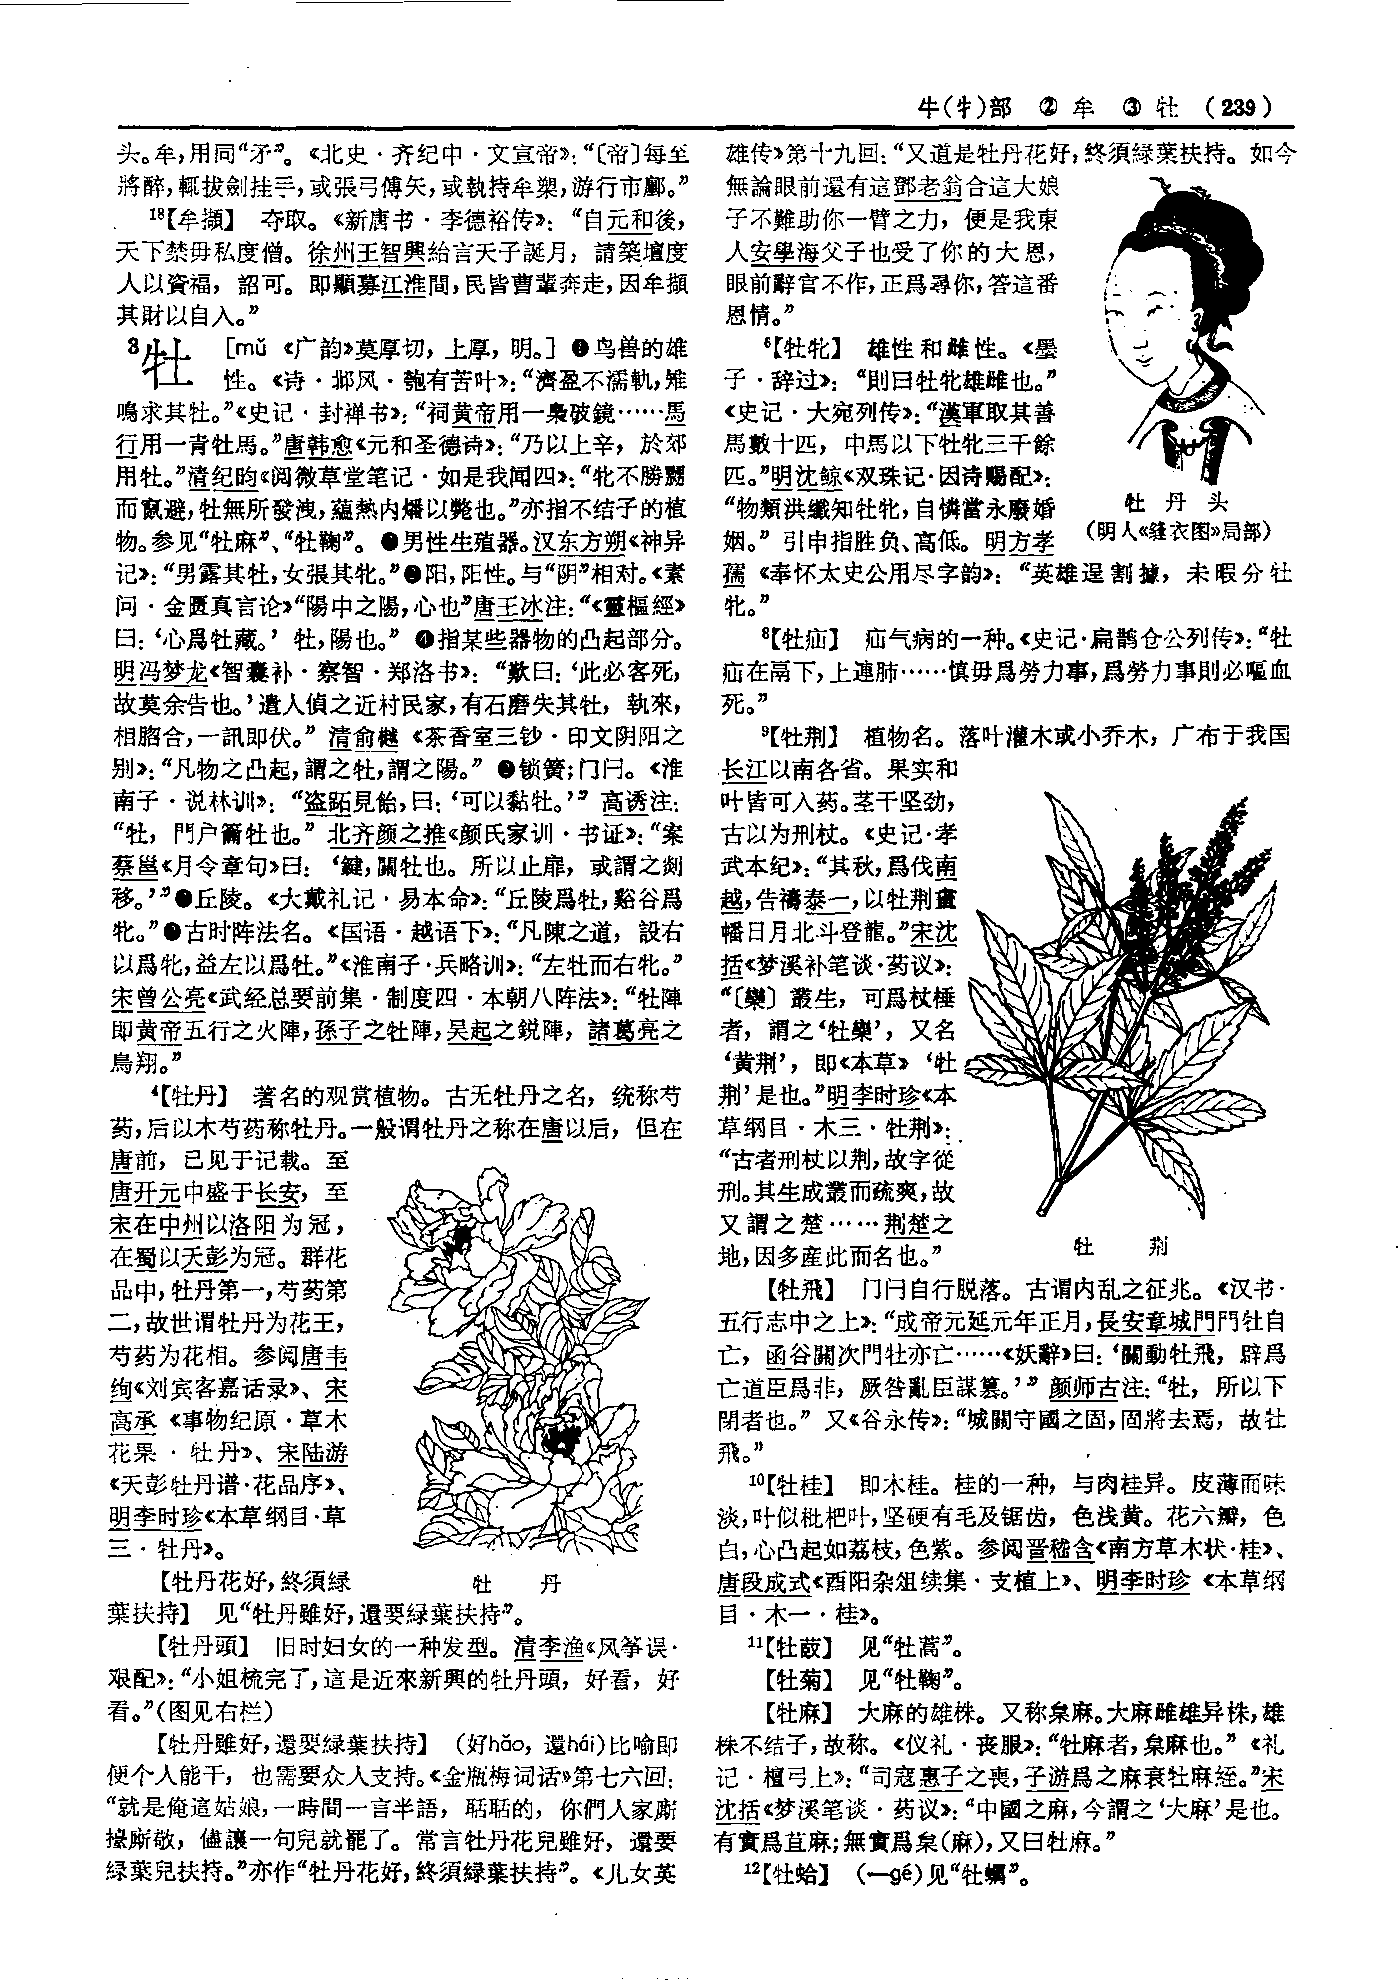 牛(牜)部 ② 牟 ③ 牡 (239)
头。牟,用同“矛”。《北史·齐纪中·文宣帝》:“〔帝〕每至
將醉,輒拔劍挂手,或張弓傅矢,或執持牟槊,游行市鄽。”
¹⁸【牟擷】 夺取。《新唐书·李德裕传》:“自元和後,
天下禁毋私度僧。徐州王智興紿言天子誕月,請築壇度
人以資福,詔可。即顯募江淮間,民皆曹輩奔走,因牟擷
其財以自入。”
3牡 [mǔ 《广韵》莫厚切,上厚,明。] ❶鸟兽的雄
性。《诗·邶风·匏有苦叶》:“濟盈不濡軌,雉
鳴求其牡。”《史记·封禅书》:“祠黄帝用一梟破鏡……馬
行用一青牡馬。”唐韩愈《元和圣德诗》:“乃以上辛,於郊
用牡。”清纪昀《阅微草堂笔记·如是我闻四》:“牝不勝嬲
而竄避,牡無所發洩,蘊熱内燔以斃也。”亦指不结子的植
物。参见“牡麻”、“牡鞠”。❷男性生殖器。汉东方朔《神异
记》:“男露其牡,女張其牝。”❸阳,阳性。与“阴”相对。《素
问·金匮真言论》“陽中之陽,心也”唐王冰注:“《靈樞經》
曰:‘心爲牡藏。’牡,陽也。” ❹指某些器物的凸起部分。
明冯梦龙《智囊补·察智·郑洛书》:“歎曰:‘此必客死,
故莫余告也。’遣人偵之近村民家,有石磨失其牡,執來,
相脗合,一訊即伏。”清俞樾《茶香室三钞·印文阴阳之
别》:“凡物之凸起,謂之牡,謂之陽。” ❺锁簧;门闩。《淮
南子·说林训》:“盗跖見飴,曰:‘可以黏牡。’” 高诱注:
“牡,門户籥牡也。”北齐颜之推《颜氏家训·书证》:“案
蔡邕《月令章句》曰:‘鍵,關牡也。所以止扉,或謂之剡
移。’”❻丘陵。《大戴礼记·易本命》:“丘陵爲牡,谿谷爲
牝。”❼古时阵法名。《国语·越语下》:“凡陳之道,設右
以爲牝,益左以爲牡。”《淮南子·兵略训》:“左牡而右牝。”
宋曾公亮《武经总要前集·制度四·本朝八阵法》:“牡陣
即黄帝五行之火陣,孫子之牡陣,吴起之鋭陣,諸葛亮之
鳥翔。”
⁴【牡丹】 著名的观赏植物。古无牡丹之名,统称芍
药,后以木芍药称牡丹。一般谓牡丹之称在唐以后,但在
唐前,已见于记载。至
唐开元中盛于长安,至
宋在中州以洛阳为冠,
在蜀以天彭为冠。群花
品中,牡丹第一,芍药第
二,故世谓牡丹为花王,
芍药为花相。参阅唐韦
绚《刘宾客嘉话录》、宋
高承《事物纪原·草木
花果·牡丹》、宋陆游
《天彭牡丹谱·花品序》、
明李时珍《本草纲目·草
三·牡丹》。
牡 丹
【牡丹花好,終須緑
葉扶持】 见“牡丹雖好,還要緑葉扶持”。
【牡丹頭】 旧时妇女的一种发型。清李渔《风筝误·
艰配》:“小姐梳完了,這是近來新興的牡丹頭,好看,好
看。”(图见右栏)
【牡丹雖好,還要緑葉扶持】 (好hǎo,還hái)比喻即
便个人能干,也需要众人支持。《金瓶梅词话》第七六回:
“就是俺這姑娘,一時間一言半語,聒聒的,你們人家廝
擡廝敬,儘讓一句兒就罷了。常言牡丹花兒雖好,還要
緑葉兒扶持。”亦作“牡丹花好,終須緑葉扶持”。《儿女英
雄传》第十九回:“又道是牡丹花好,終須緑葉扶持。如今
無論眼前還有這鄧老翁合這大娘
子不難助你一臂之力,便是我東
人安學海父子也受了你的大恩,
眼前辭官不作,正爲尋你,答這番
恩情。”
牡 丹 头
(明人《缝衣图》局部)
⁶【牡牝】 雄性和雌性。《墨
子·辞过》:“則曰牡牝雄雌也。”
《史记·大宛列传》:“漢軍取其善
馬數十匹,中馬以下牡牝三千餘
匹。”明沈鲸《双珠记·因诗赐配》:
“物類洪纖知牡牝,自憐當永廢婚
姻。”引申指胜负、高低。明方孝
孺《奉怀太史公用尽字韵》:“英雄逞割據,未暇分牡
牝。”
⁸【牡疝】 疝气病的一种。《史记·扁鹊仓公列传》:“牡
疝在鬲下,上連肺……慎毋爲勞力事,爲勞力事則必嘔血
死。”
⁹【牡荆】 植物名。落叶灌木或小乔木,广布于我国
长江以南各省。果实和
叶皆可入药。茎干坚劲,
古以为刑杖。《史记·孝
武本纪》:“其秋,爲伐南
越,告禱泰一,以牡荆畫
幡日月北斗登龍。”宋沈
括《梦溪补笔谈·药议》:
“〔欒〕叢生,可爲杖棰
者,謂之‘牡欒’,又名
‘黄荆’,即《本草》‘牡
荆’是也。”明李时珍《本
草纲目·木三·牡荆》:
“古者刑杖以荆,故字從
刑。其生成叢而疏爽,故
又謂之楚……荆楚之
地,因多産此而名也。”
牡 荆
【牡飛】 门闩自行脱落。古谓内乱之征兆。《汉书·
五行志中之上》:“成帝元延元年正月,長安章城門門牡自
亡,函谷關次門牡亦亡……《妖辭》曰:‘關動牡飛,辟爲
亡道臣爲非,厥咎亂臣謀篡。’” 颜师古注:“牡,所以下
閉者也。” 又《谷永传》:“城關守國之固,固將去焉,故牡
飛。”
¹⁰【牡桂】 即木桂。桂的一种,与肉桂异。皮薄而味
淡,叶似枇杷叶,坚硬有毛及锯齿,色浅黄。花六瓣,色
白,心凸起如荔枝,色紫。参阅晋嵇含《南方草木状·桂》、
唐段成式《酉阳杂俎续集·支植上》、明李时珍《本草纲
目·木一·桂》。
¹¹【牡菣】 见“牡蒿”。
【牡菊】 见“牡鞠”。
【牡麻】 大麻的雄株。又称枲麻。大麻雌雄异株,雄
株不结子,故称。《仪礼·丧服》:“牡麻者,枲麻也。”《礼
记·檀弓上》:“司寇惠子之喪,子游爲之麻衰牡麻絰。”宋
沈括《梦溪笔谈·药议》:“中國之麻,今謂之‘大麻’是也。
有實爲苴麻;無實爲枲(麻),又曰牡麻。”
¹²【牡蛤】 (—gé)见“牡蠣”。